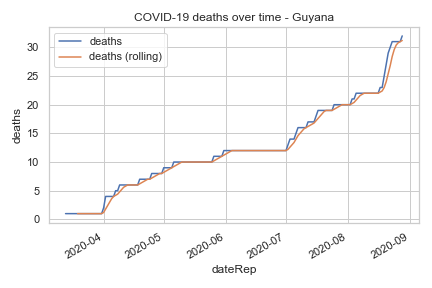 COVID-19 deaths over time - Guyana
deaths
deaths (rolling)
deaths
30
25
20
15
10
5
0
2020-04
2020-05
2020-06
2020-07
2020-08
2020-09
dateRep